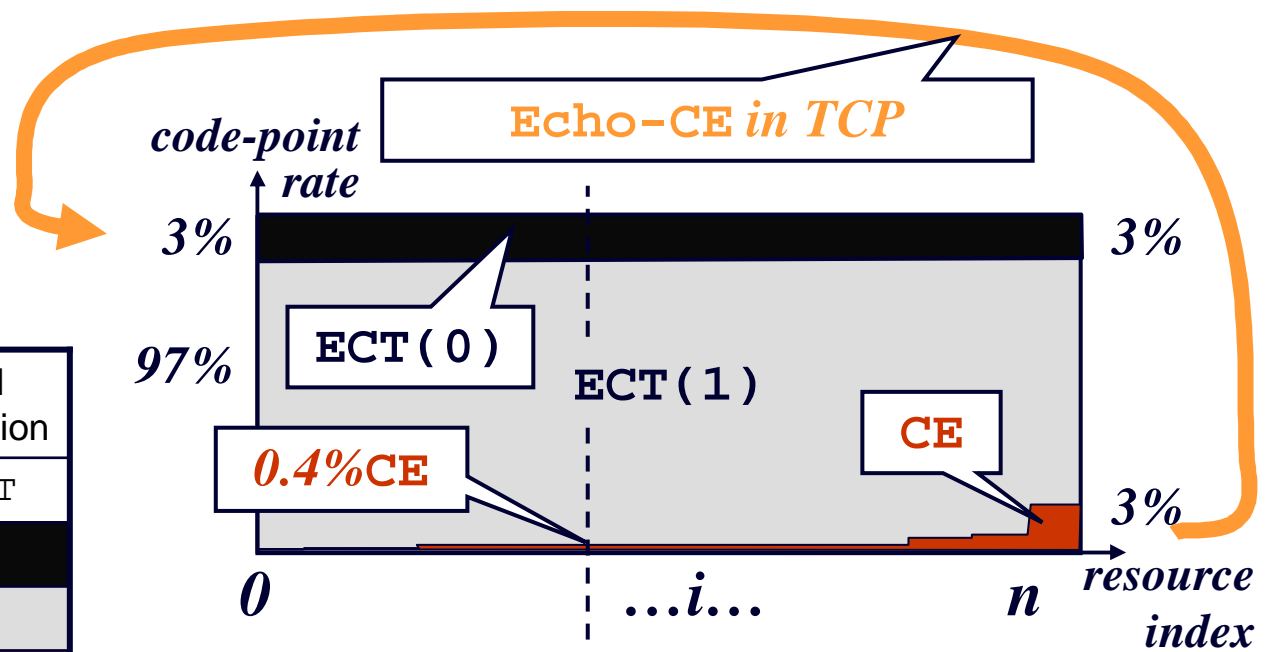 Echo-CE in TCP
code-point
rate
3%
3%
ECT(0)
97%
ECT(1)
CE
0.4%CE
3%
0
...i...
n
resource
index
T